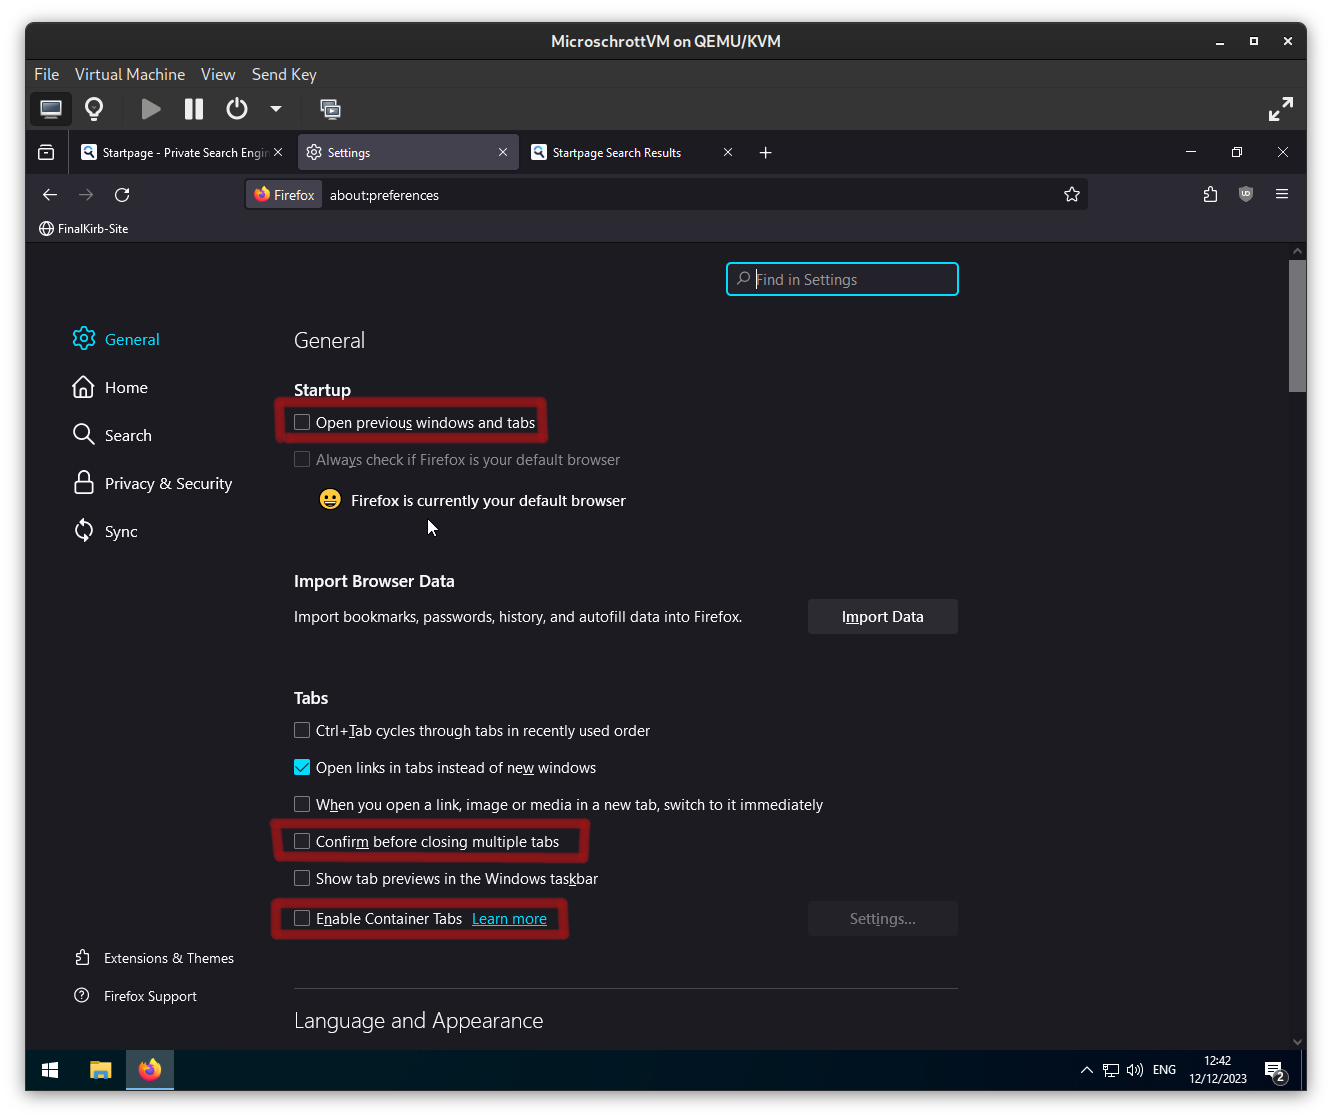 MicroschrottVM on QEMU/KVM
File Virtual Machine View Send Key
Startpage - Private Search Engin
Settings
Startpage Search Results
Firefox about:preferences
FinalKirb-Site
Find in Settings
General
Home
Search
Privacy & Security
Sync
Extensions & Themes
Firefox Support
General
Startup
Open previous windows and tabs
Always check if Firefox is your default browser
Firefox is currently your default browser
Import Browser Data
Import bookmarks, passwords, history, and autofill data into Firefox.
Import Data
Tabs
Ctrl+Tab cycles through tabs in recently used order
Open links in tabs instead of new windows
When you open a link, image or media in a new tab, switch to it immediately
Confirm before closing multiple tabs
Show tab previews in the Windows taskbar
Enable Container Tabs Learn more
Settings...
Language and Appearance
ENG
12:42
12/12/2023
2